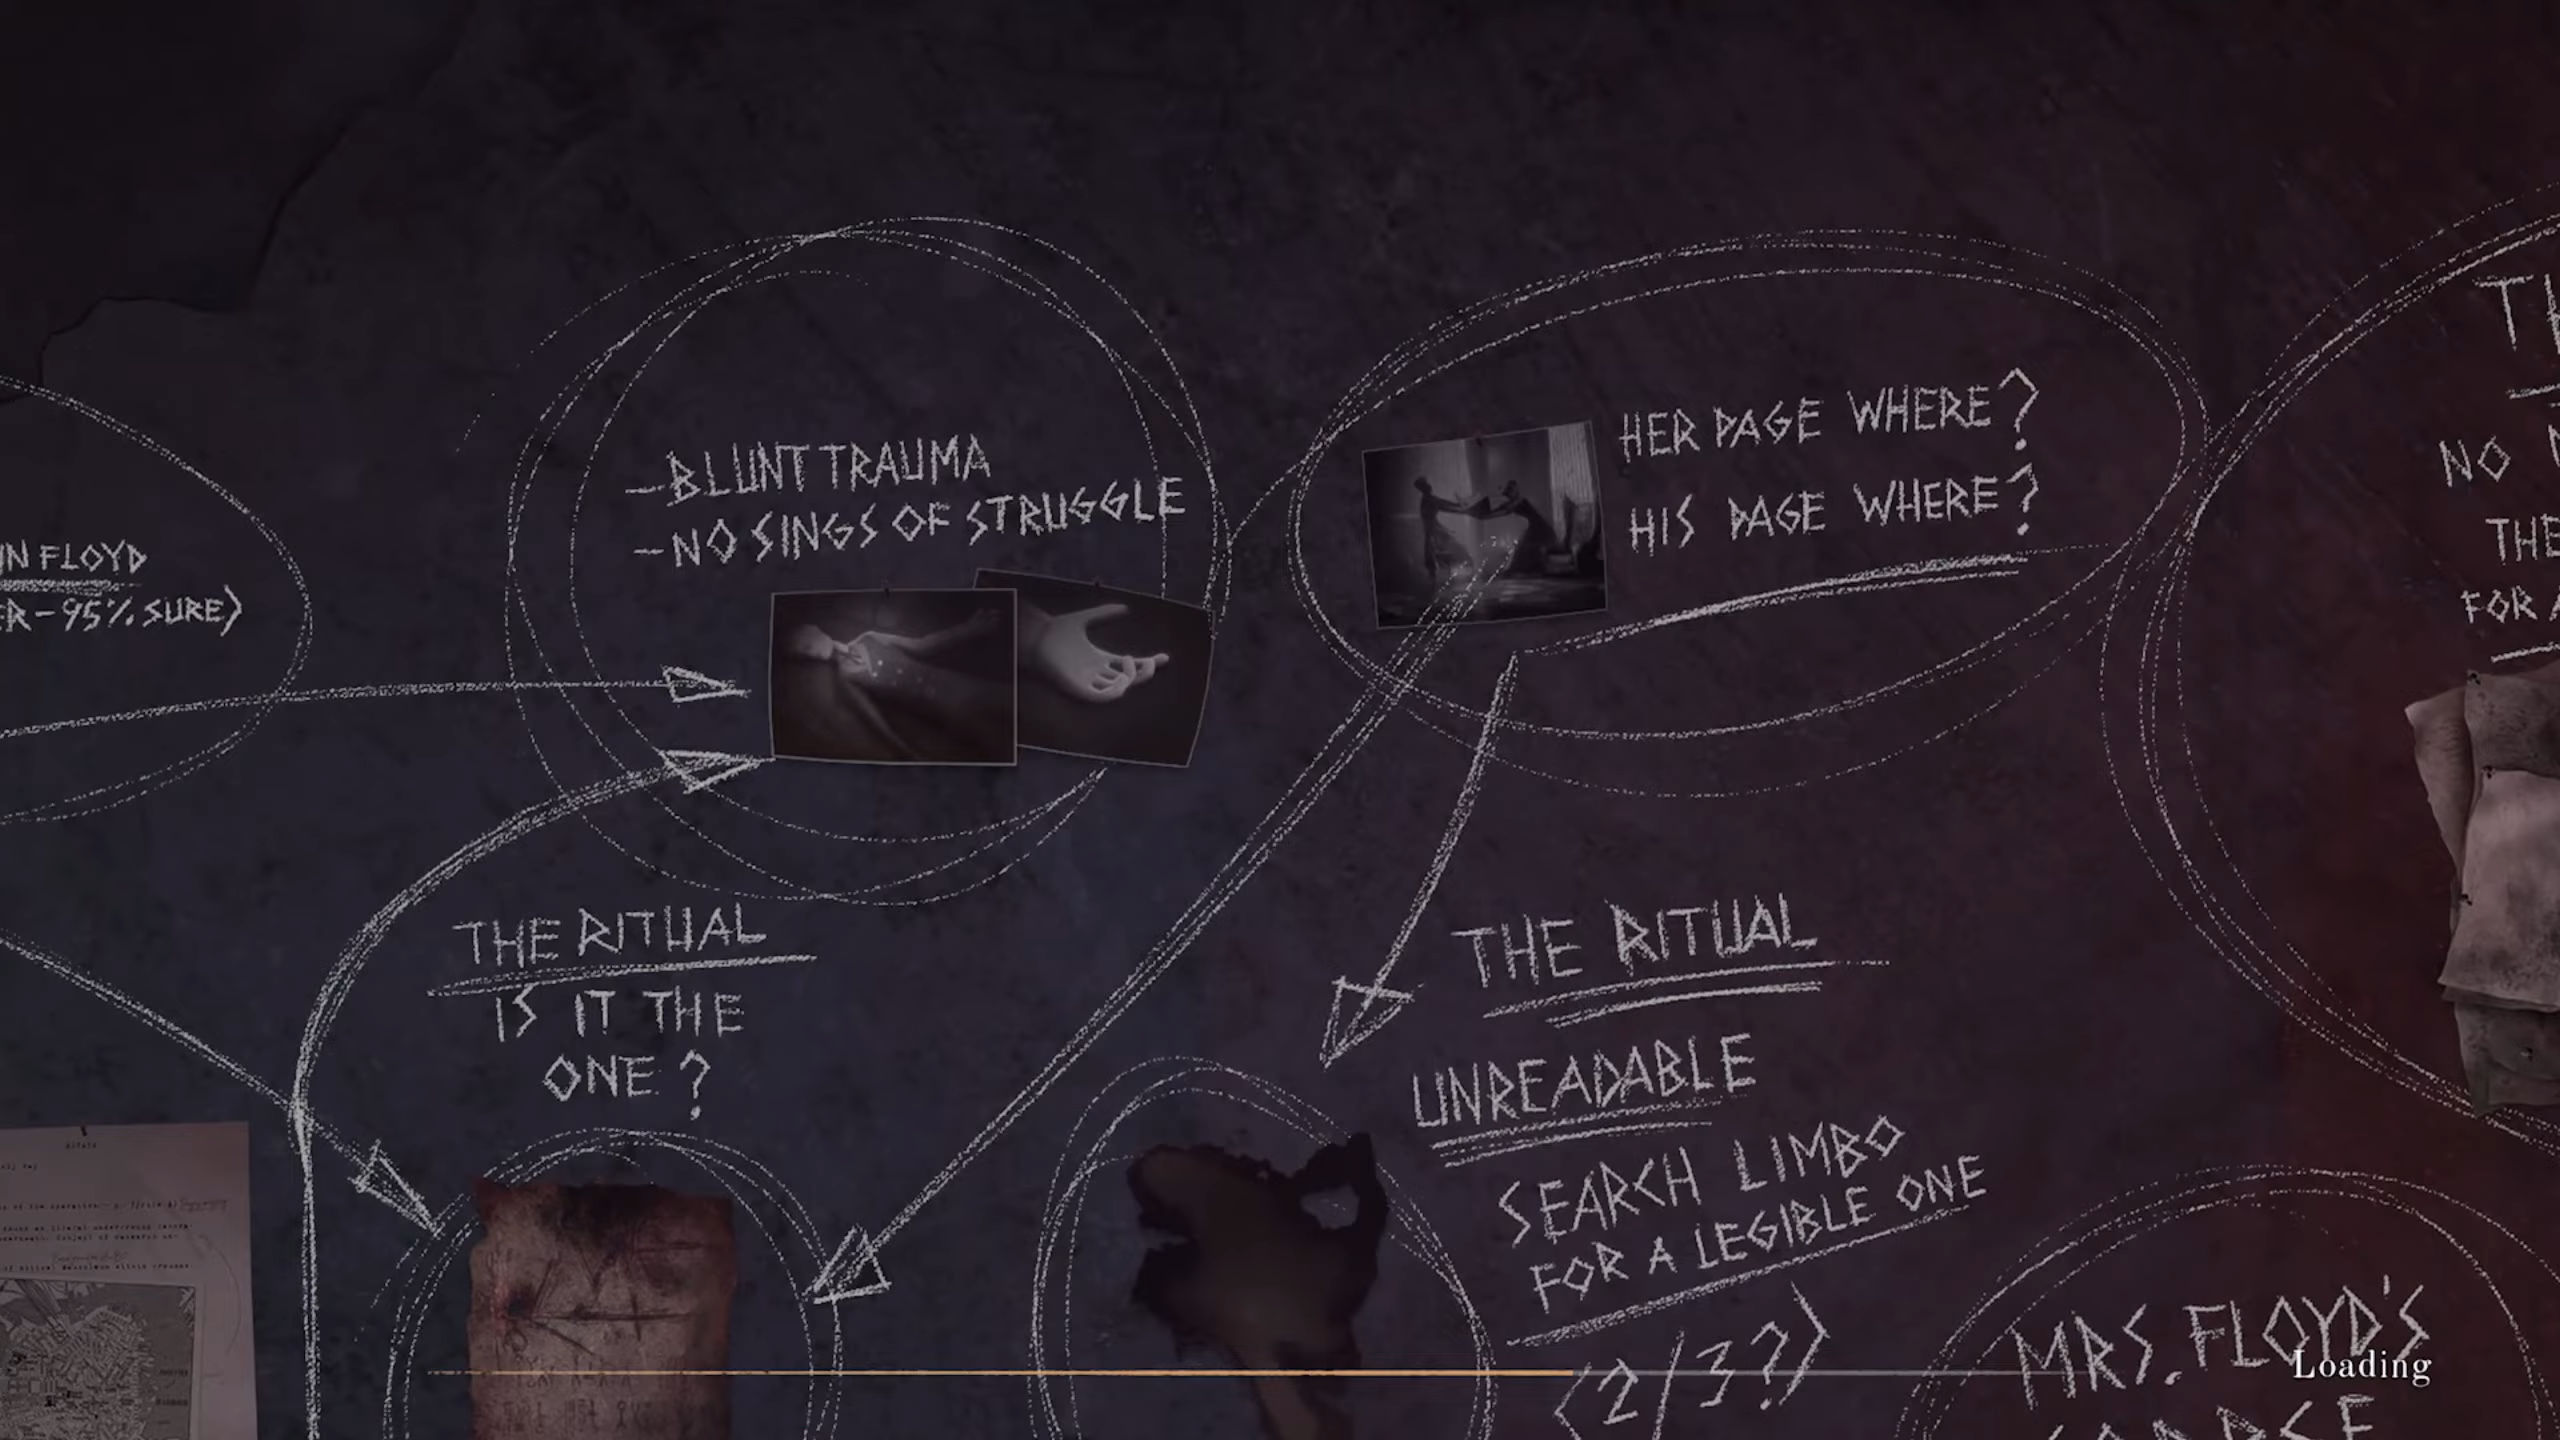 IN FLOYD
R - 95% SURE)
- BLUNT TRAUMA
- NO SINGS OF STRUGGLE
HER PAGE WHERE?
HIS PAGE WHERE?
NO
THE
FOR
THE RITUAL
IS IT THE
ONE?
THE RITUAL
UNREADABLE
SEARCH LIMBO
FOR A LEGIBLE ONE
(2/3?)
MRS. FLOYD'S
Loading